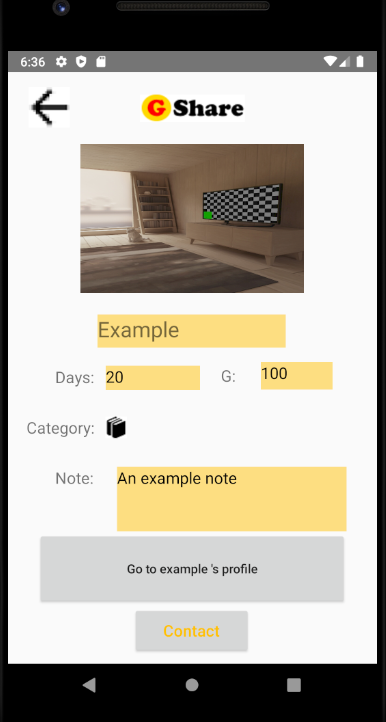 6:36
G Share
Example
Days: 20 G: 100
Category:
Note: An example note
Go to example 's profile
Contact